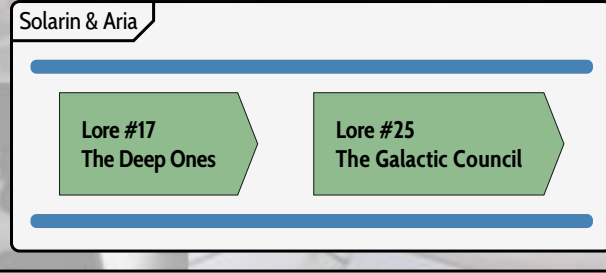 Solarin & Aria
Lore #17
The Deep Ones
Lore #25
The Galactic Council